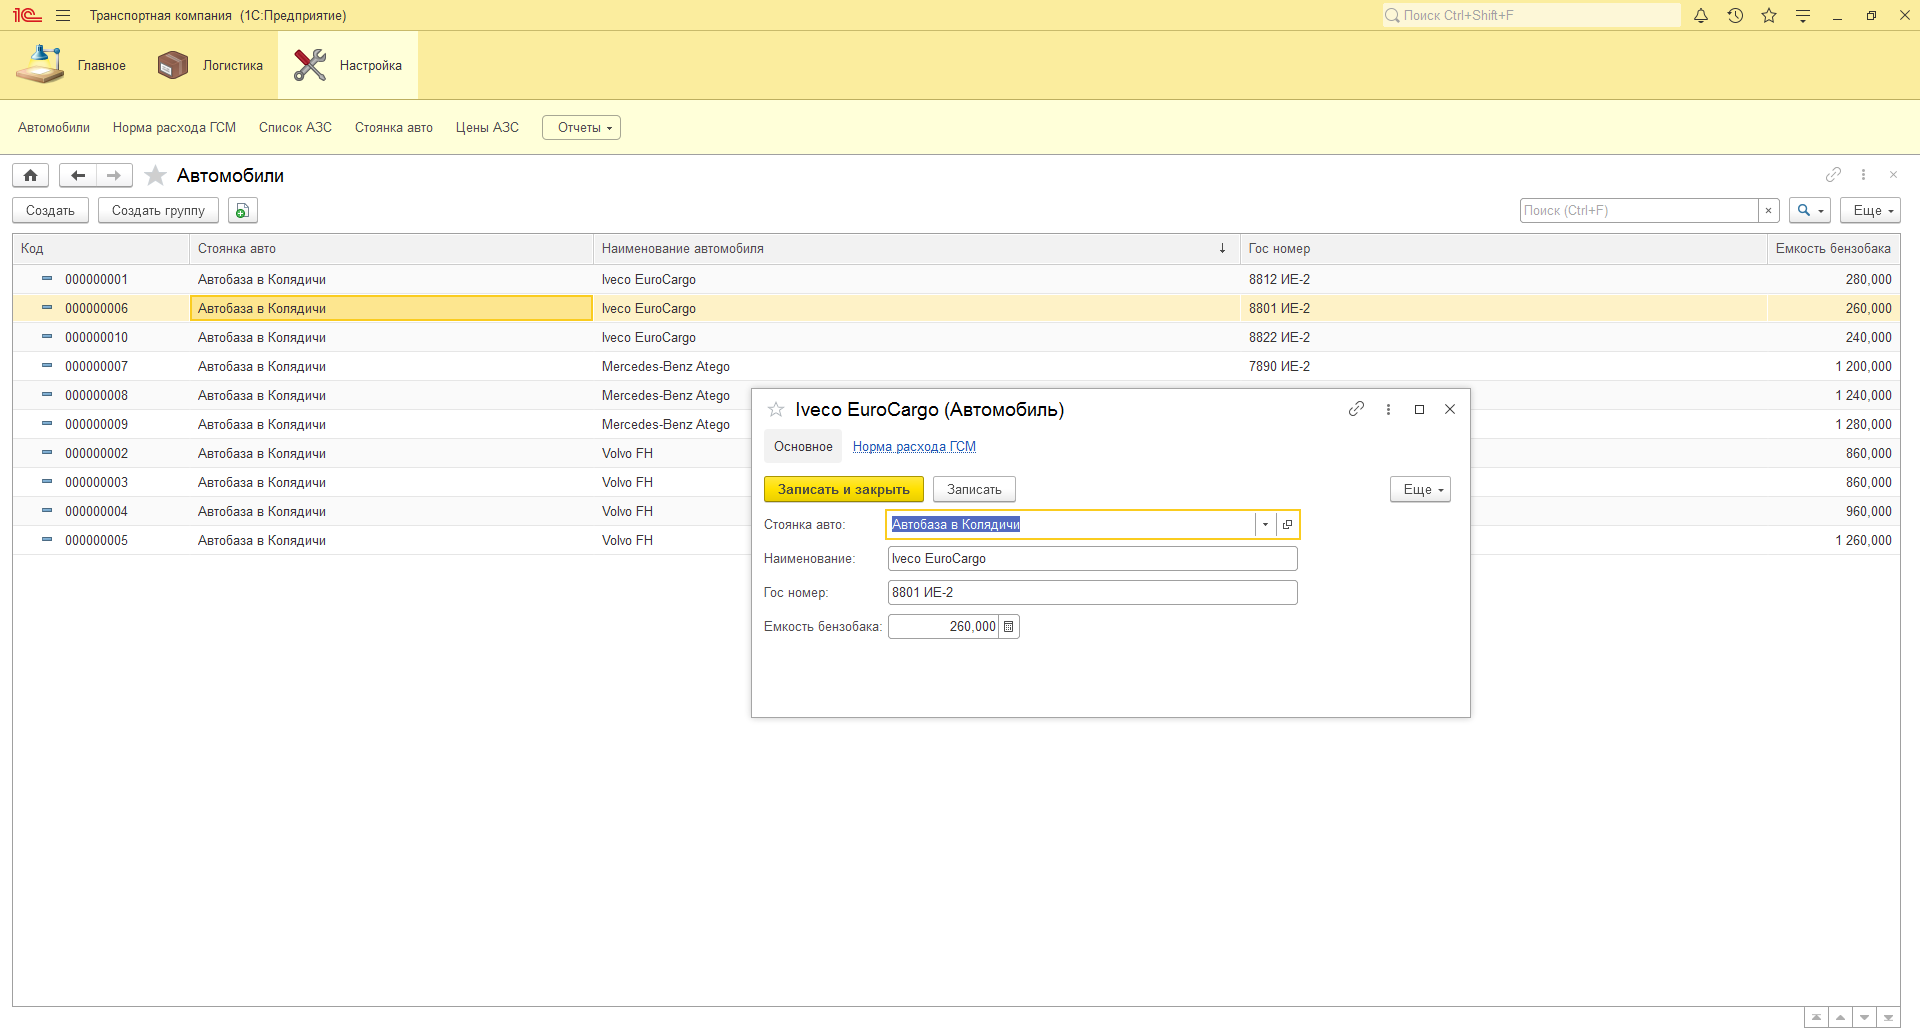 1С Транспортная компания (1С:Предприятие) Поиск Ctrl+Shift+F
Главное Логистика Настройка
Автомобили Норма расхода ГСМ Список АЗС Стоянка авто Цены АЗС Отчеты
Автомобили
Создать Создать группу Поиск (Ctrl+F) × Еще
Код Стоянка авто Наименование автомобиля ↓ Гос номер Емкость бензобака
000000001 Автобаза в Колядичи Iveco EuroCargo 8812 ИЕ-2 280,000
000000006 Автобаза в Колядичи Iveco EuroCargo 8801 ИЕ-2 260,000
000000010 Автобаза в Колядичи Iveco EuroCargo 8822 ИЕ-2 240,000
000000007 Автобаза в Колядичи Mercedes-Benz Atego 7890 ИЕ-2 1 200,000
000000008 Автобаза в Колядичи Mercedes-Benz Atego 1 240,000
000000009 Автобаза в Колядичи Mercedes-Benz Atego 1 280,000
000000002 Автобаза в Колядичи Volvo FH 860,000
000000003 Автобаза в Колядичи Volvo FH 860,000
000000004 Автобаза в Колядичи Volvo FH 960,000
000000005 Автобаза в Колядичи Volvo FH 1 260,000
Iveco EuroCargo (Автомобиль)
Основное Норма расхода ГСМ
Записать и закрыть Записать Еще
Стоянка авто: Автобаза в Колядичи
Наименование: Iveco EuroCargo
Гос номер: 8801 ИЕ-2
Емкость бензобака: 260,000